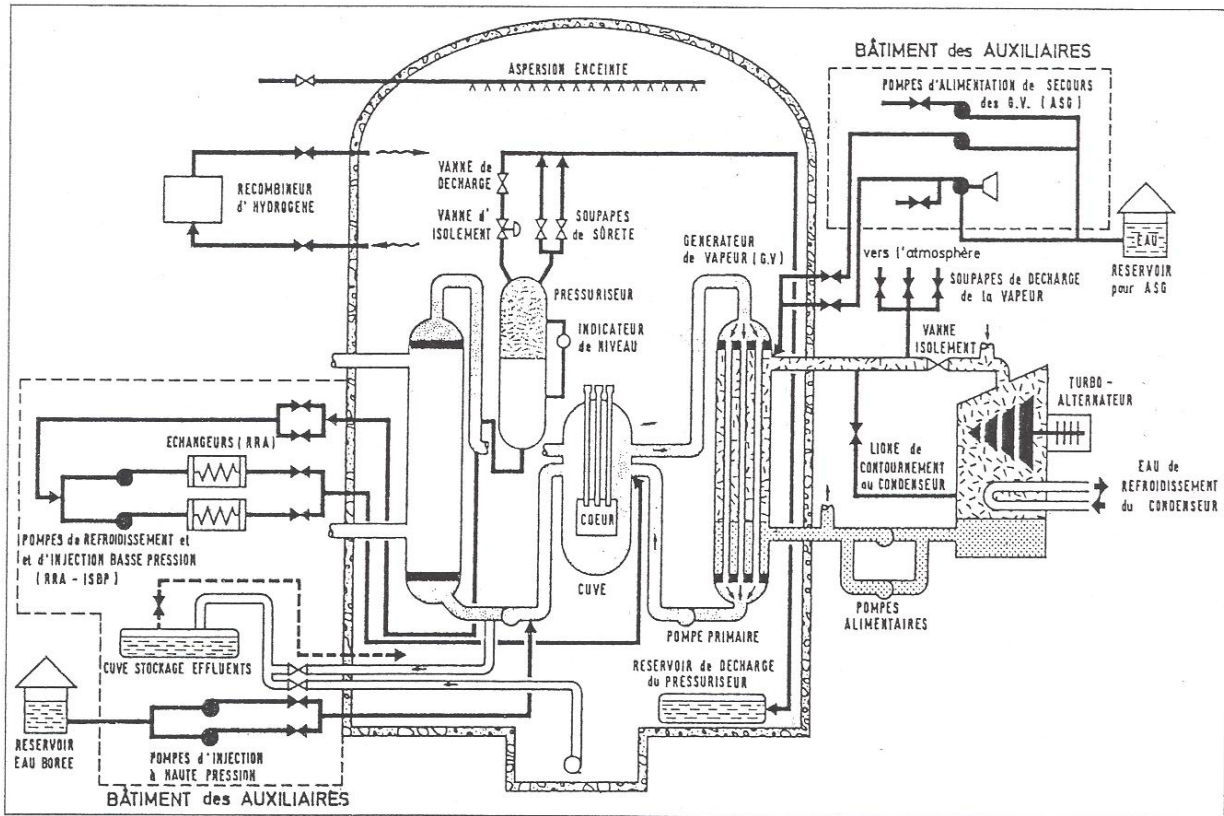 BÂTIMENT des AUXILIAIRES
POMPES d'ALIMENTATION de SECOURS
des G.V. (ASG)
ASPERSION ENCEINTE
RECOMBINEUR
d' HYDROGENE
VANNE de
DECHARGE
VANNE d'
ISOLEMENT
SOUPAPES
de SÛRETE
GENERATEUR
de VAPEUR (G.V)
PRESSURISEUR
INDICATEUR
de NIVEAU
EAU
RESERVOIR
pour ASG
vers l'atmosphère
SOUPAPES de DECHARGE
de la VAPEUR
VANNE
ISOLEMENT
TURBO-
ALTERNATEUR
LIGNE de
CONTOURNEMENT
au CONDENSEUR
EAU de
REFROIDISSEMENT
du CONDENSEUR
ECHANGEURS (RRA)
POMPES de REFROIDISSEMENT et
et d'INJECTION BASSE PRESSION
(RRA - ISBP)
COEUR
CUVE
POMPE PRIMAIRE
POMPES
ALIMENTAIRES
CUVE STOCKAGE EFFLUENTS
RESERVOIR de DECHARGE
du PRESSURISEUR
RESERVOIR
EAU BOREE
POMPES d'INJECTION
à HAUTE PRESSION
BÂTIMENT des AUXILIAIRES